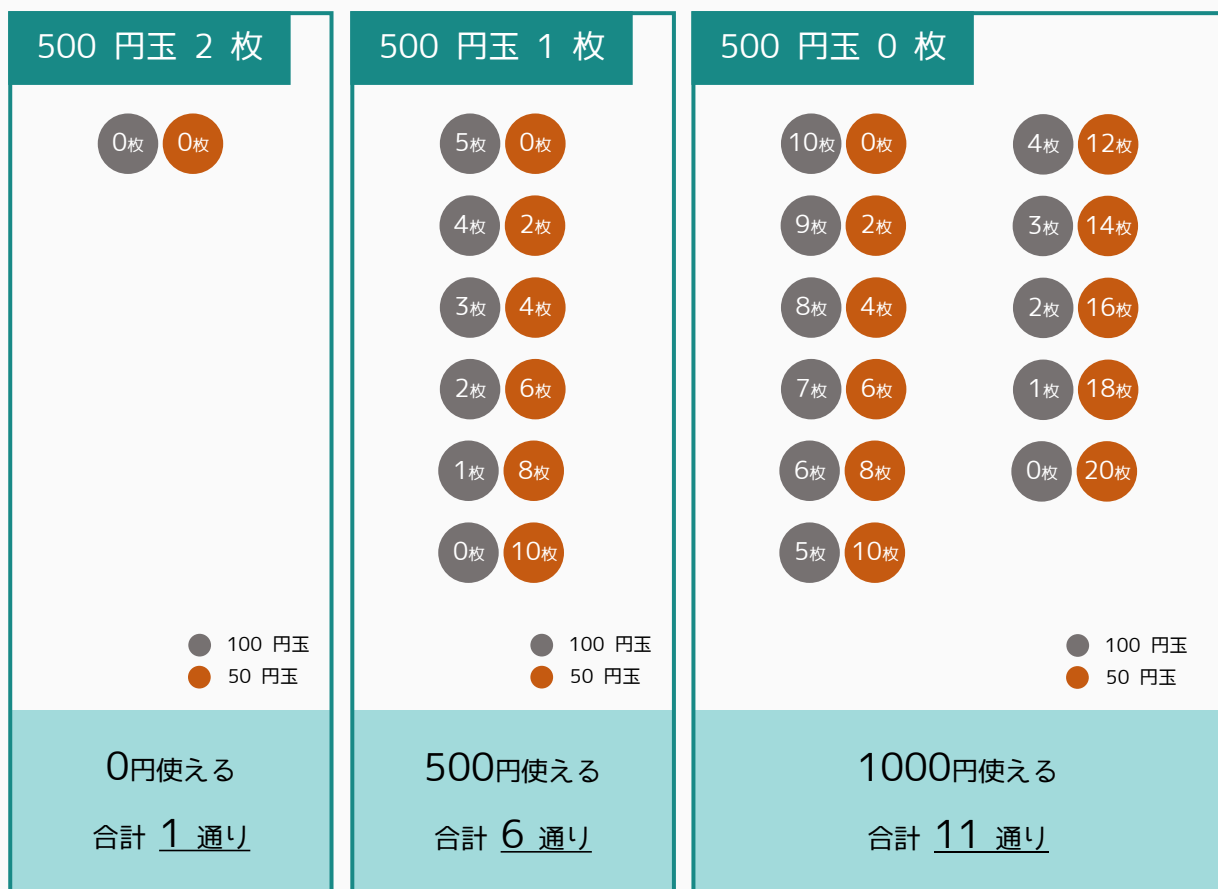 500 円玉 2 枚
0枚 0枚
100 円玉
50 円玉
0円使える
合計 1 通り
500 円玉 1 枚
5枚 0枚
4枚 2枚
3枚 4枚
2枚 6枚
1枚 8枚
0枚 10枚
100 円玉
50 円玉
500円使える
合計 6 通り
500 円玉 0 枚
10枚 0枚
9枚 2枚
8枚 4枚
7枚 6枚
6枚 8枚
5枚 10枚
4枚 12枚
3枚 14枚
2枚 16枚
1枚 18枚
0枚 20枚
100 円玉
50 円玉
1000円使える
合計 11 通り